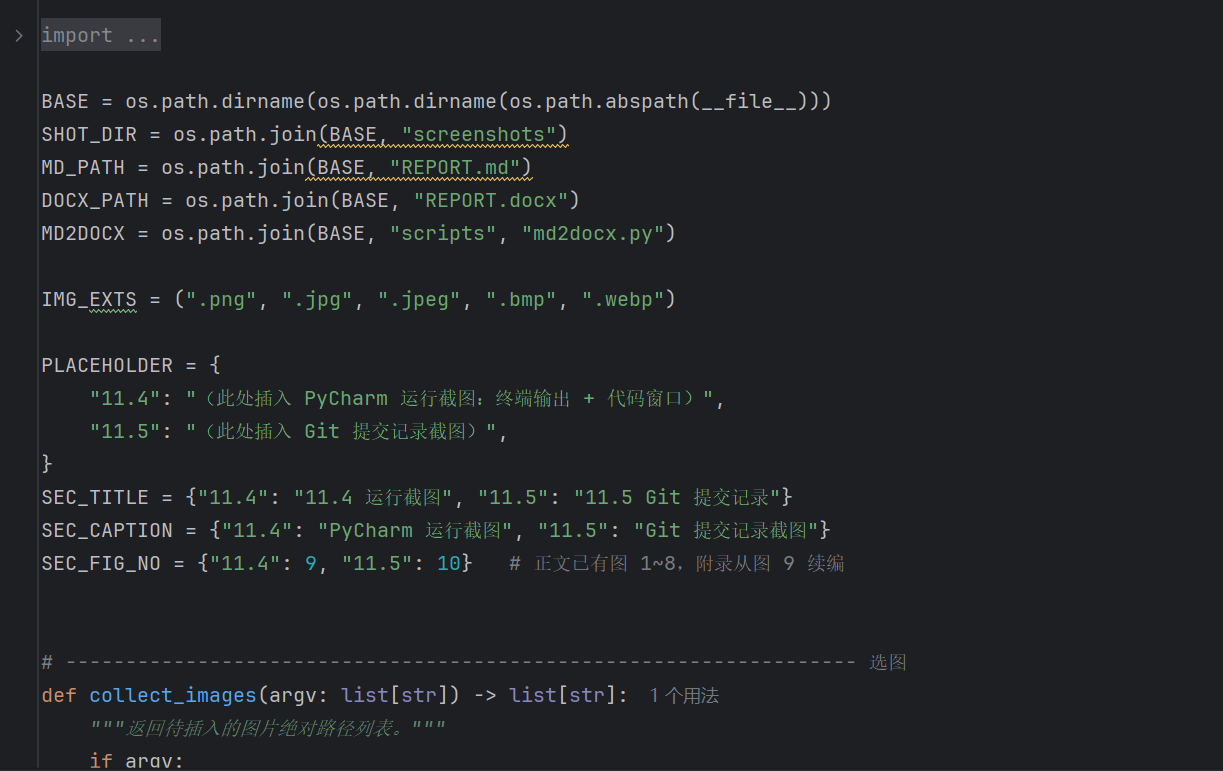 import ...
BASE = os.path.dirname(os.path.dirname(os.path.abspath(__file__)))
SHOT_DIR = os.path.join(BASE, "screenshots")
MD_PATH = os.path.join(BASE, "REPORT.md")
DOCX_PATH = os.path.join(BASE, "REPORT.docx")
MD2DOCX = os.path.join(BASE, "scripts", "md2docx.py")
IMG_EXTS = (".png", ".jpg", ".jpeg", ".bmp", ".webp")
PLACEHOLDER = {
    "11.4": "（此处插入 PyCharm 运行截图：终端输出 + 代码窗口）",
    "11.5": "（此处插入 Git 提交记录截图）",
}
SEC_TITLE = {"11.4": "11.4 运行截图", "11.5": "11.5 Git 提交记录"}
SEC_CAPTION = {"11.4": "PyCharm 运行截图", "11.5": "Git 提交记录截图"}
SEC_FIG_NO = {"11.4": 9, "11.5": 10}   # 正文已有图 1~8，附录从图 9 续编
# ------------------------------------------------------------------ 选图
def collect_images(argv: list[str]) -> list[str]: 1 个用法
    """返回待插入的图片绝对路径列表。"""
    if argv: